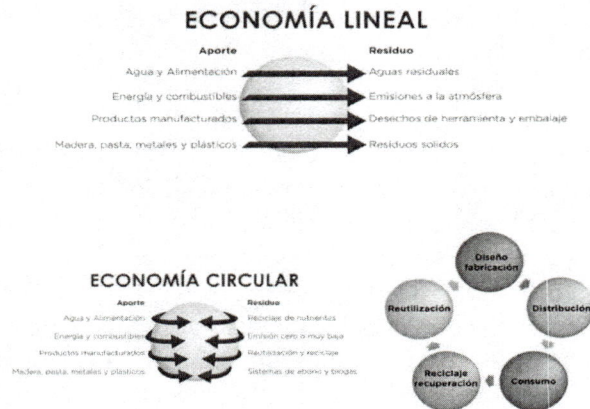 ECONOMÍA LINEAL
Aporte
Residuo
Agua y Alimentación
Aguas residuales
Energía y combustibles
Emisiones a la atmósfera
Productos manufacturados
Desechos de herramienta y embalaje
Madera, pasta, metales y plásticos
Residuos sólidos
ECONOMÍA CIRCULAR
Aporte
Residuo
Agua y Alimentación
Reciclaje de nutrientes
Energía y combustibles
Emisión cero o muy baja
Productos manufacturados
Reutilización y reciclaje
Madera, pasta, metales y plásticos
Sistemas de abono y biogas
Diseño
fabricación
Distribución
Consumo
Reciclaje
recuperación
Reutilización